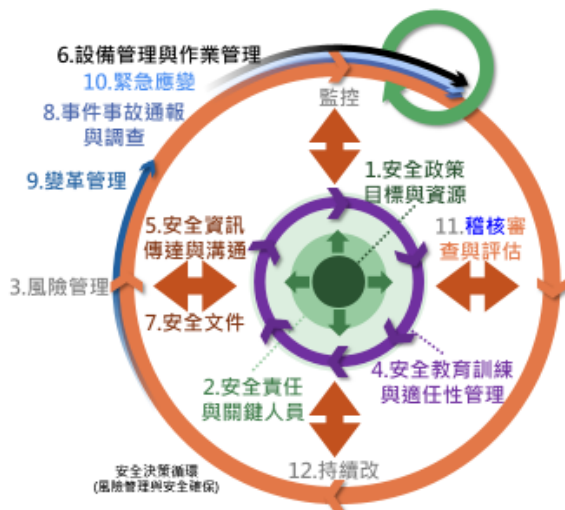 6.設備管理與作業管理
10.緊急應變
8.事件事故通報
與調查
9.變革管理
監控
1.安全政策
目標與資源
5.安全資訊
傳達與溝通
11.稽核審
查與評估
3.風險管理
7.安全文件
2.安全責任
與關鍵人員
4.安全教育訓練
與適任性管理
12.持續改
安全決策循環
(風險管理與安全確保)